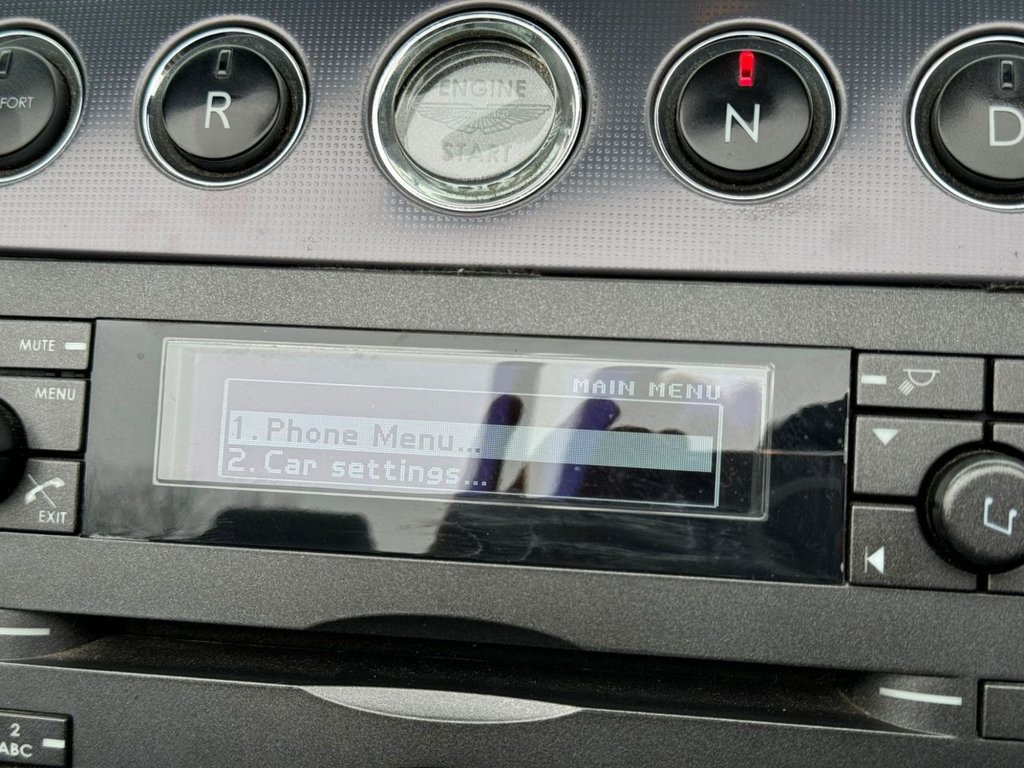 FORT
R
ENGINE
START
N
D
MUTE
MENU
EXIT
MAIN MENU
1. Phone Menu...
2. Car settings...
2
ABC